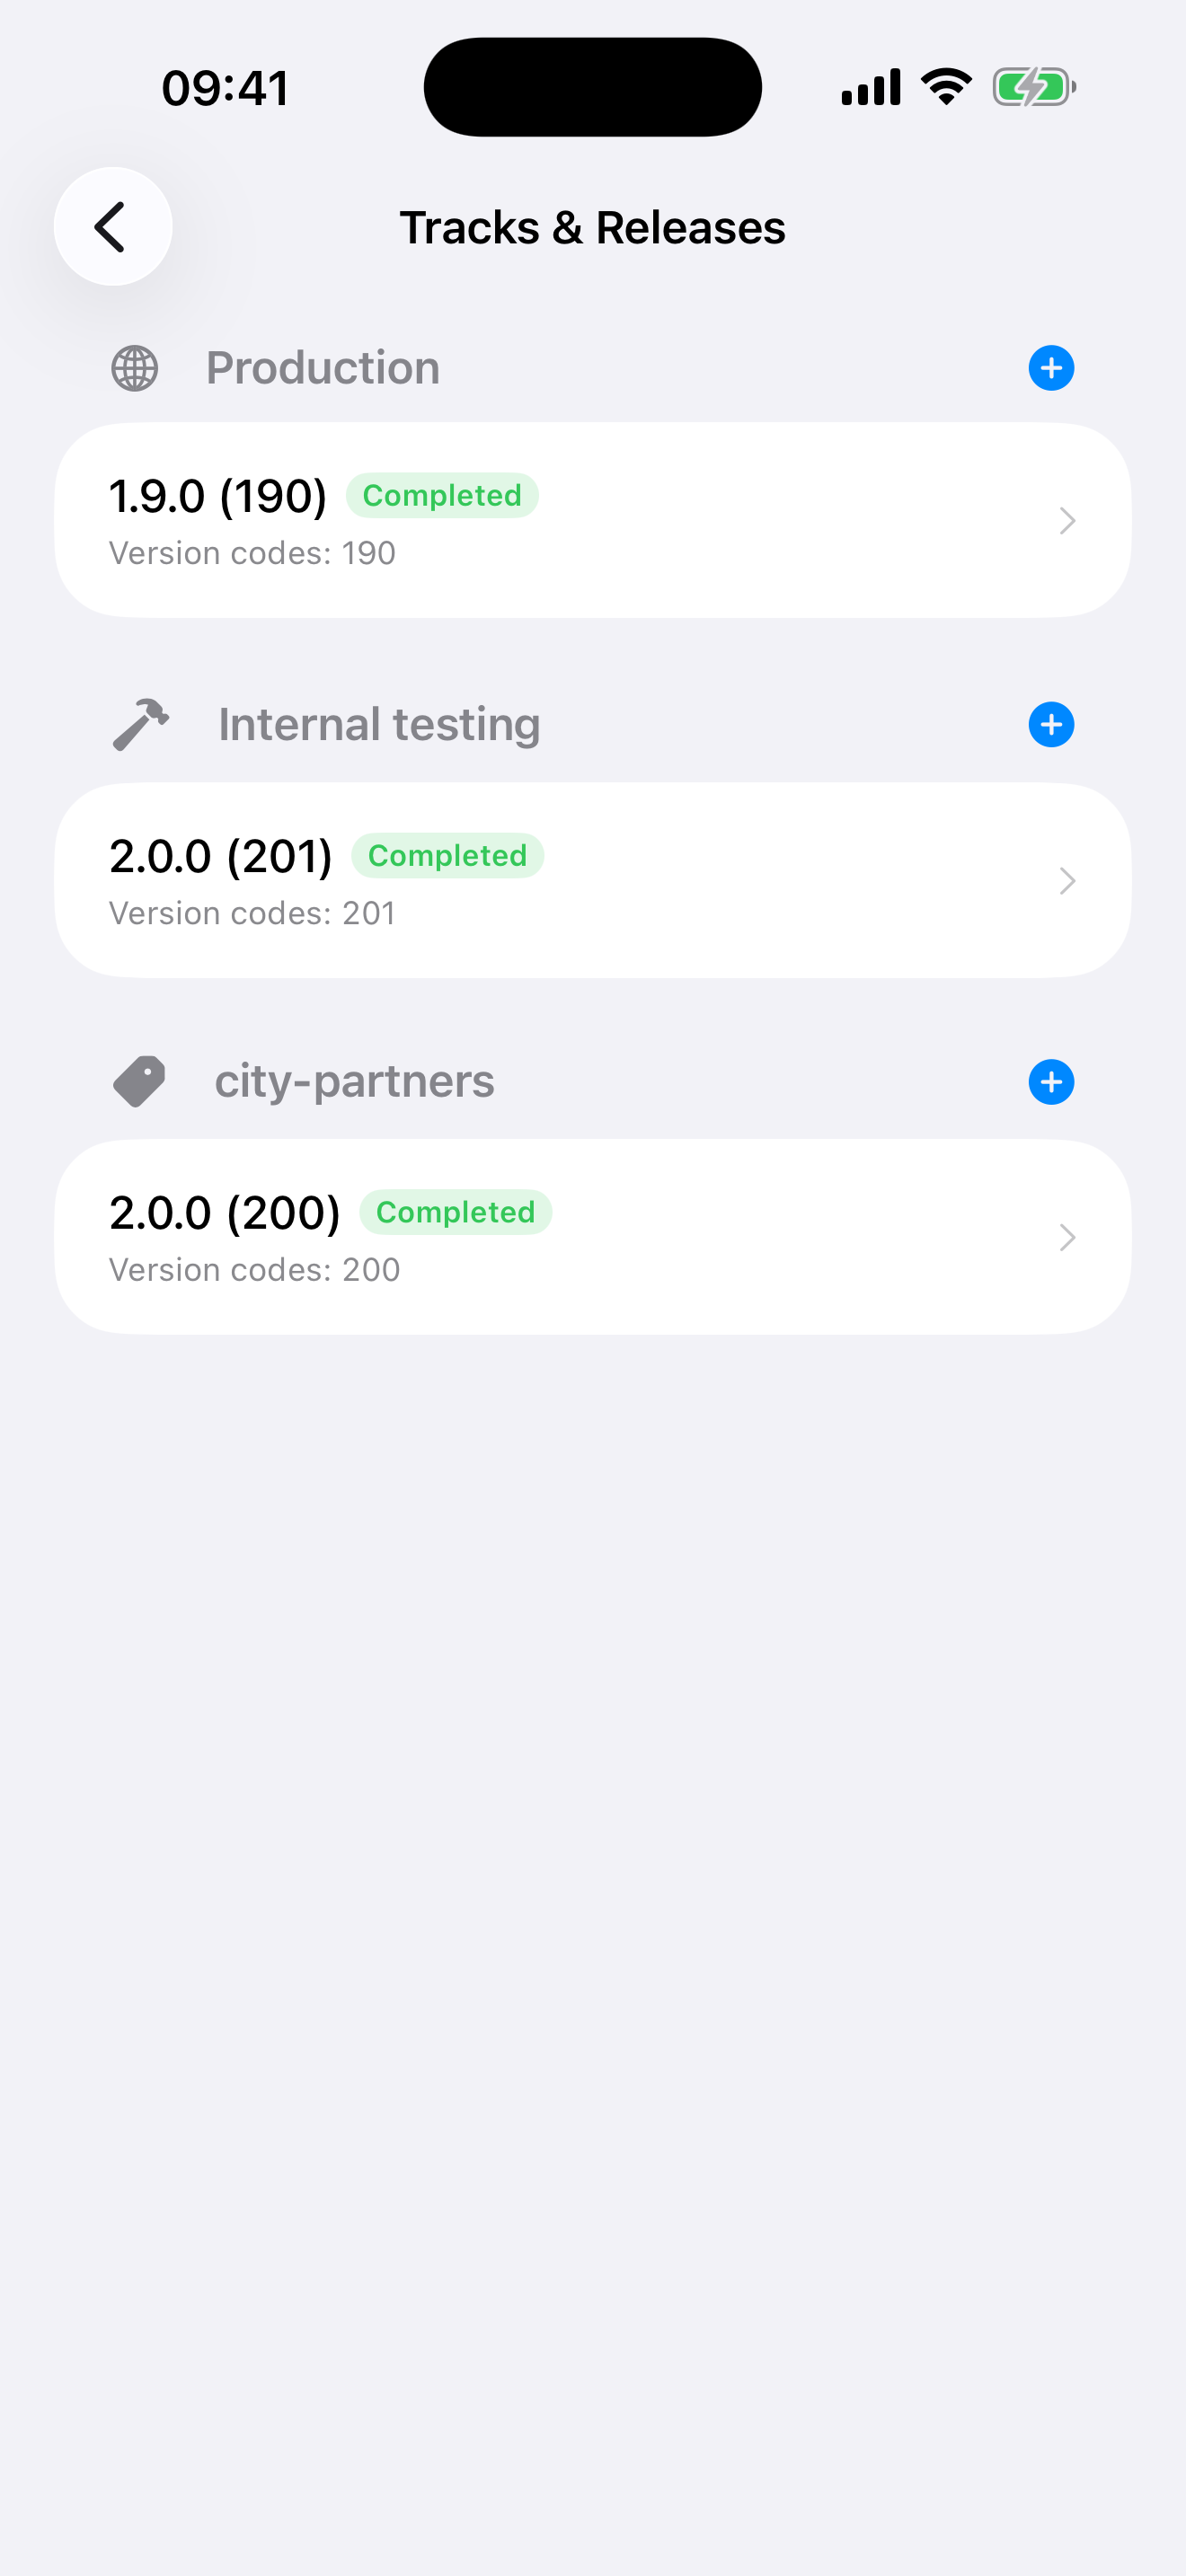 09:41
Tracks & Releases
Production
1.9.0 (190) Completed
Version codes: 190
Internal testing
2.0.0 (201) Completed
Version codes: 201
city-partners
2.0.0 (200) Completed
Version codes: 200